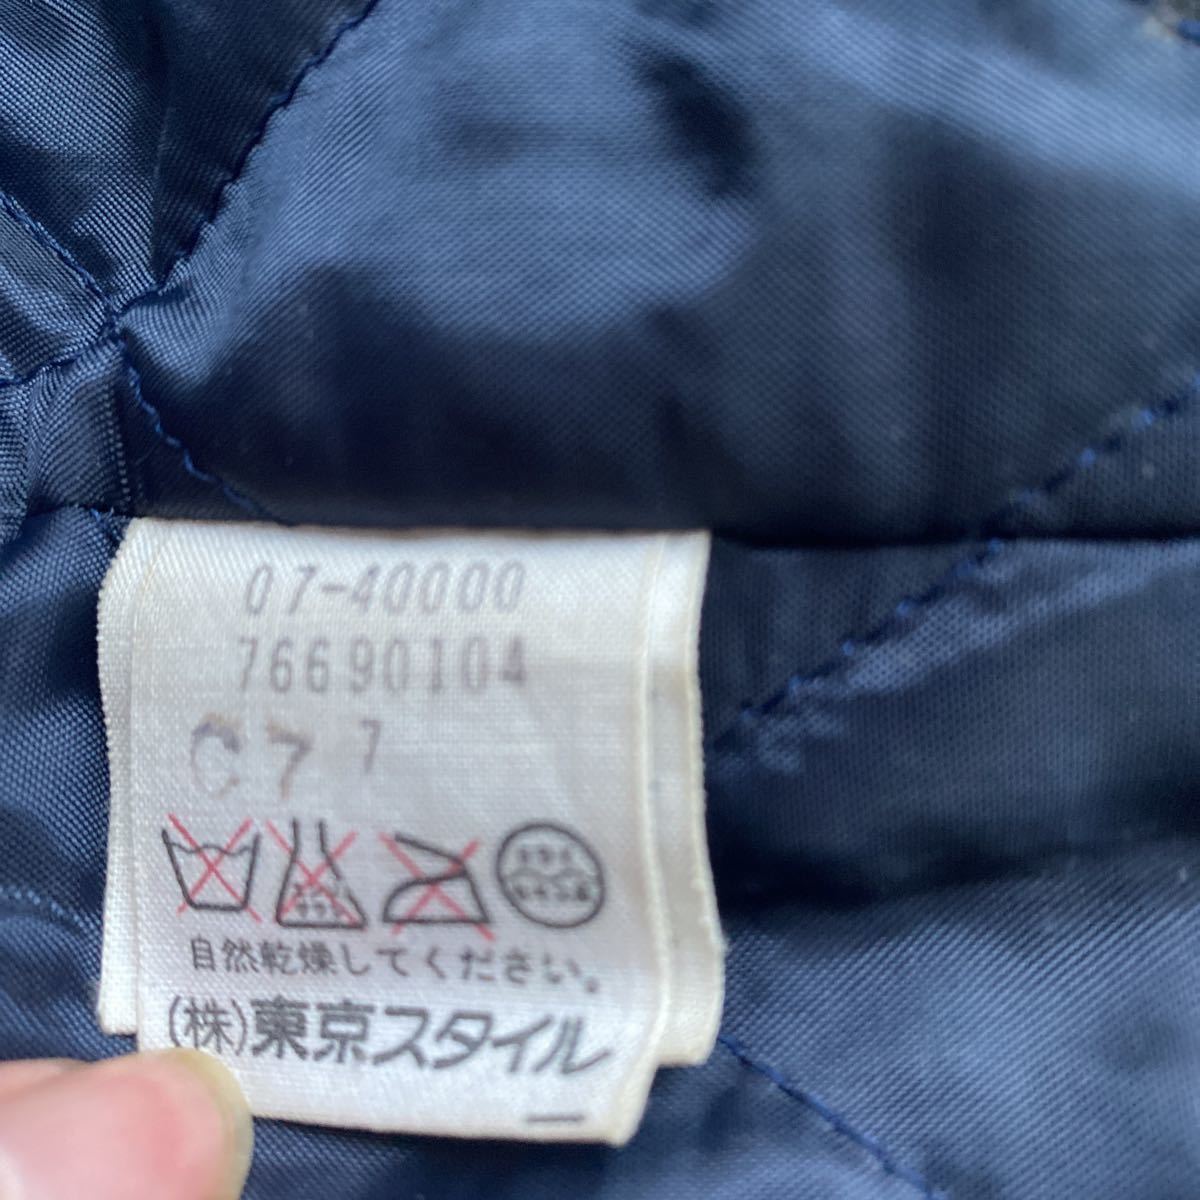 07-40000
76690104
C7 7
自然乾燥してください。
(株)東京スタイル